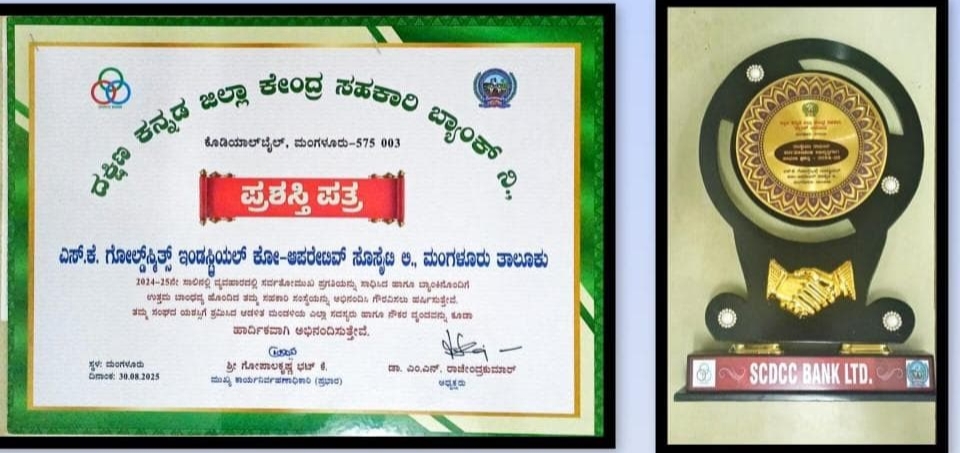 ದಕ್ಷಿಣ ಕನ್ನಡ ಜಿಲ್ಲಾ ಕೇಂದ್ರ ಸಹಕಾರಿ ಬ್ಯಾಂಕ್ ನಿ.,
ಕೊಡಿಯಾಲ್‌ಬೈಲ್, ಮಂಗಳೂರು-575 003
ಪ್ರಶಸ್ತಿ ಪತ್ರ
ಎಸ್.ಕೆ. ಗೋಲ್ಡ್‌ಸ್ಮಿತ್ಸ್ ಇಂಡಸ್ಟ್ರಿಯಲ್ ಕೋ-ಆಪರೇಟಿವ್ ಸೊಸೈಟಿ ಲಿ., ಮಂಗಳೂರು ತಾಲೂಕು
2024-25ನೇ ಸಾಲಿನಲ್ಲಿ ವ್ಯವಹಾರದಲ್ಲಿ ಸರ್ವತೋಮುಖ ಪ್ರಗತಿಯನ್ನು ಸಾಧಿಸಿದ ಹಾಗೂ ಬ್ಯಾಂಕಿನೊಂದಿಗೆ
ಉತ್ತಮ ಬಾಂಧವ್ಯ ಹೊಂದಿದ ತಮ್ಮ ಸಹಕಾರಿ ಸಂಸ್ಥೆಯನ್ನು ಅಭಿನಂದಿಸಿ ಗೌರವಿಸಲು ಹರ್ಷಿಸುತ್ತೇವೆ.
ತಮ್ಮ ಸಂಘದ ಯಶಸ್ಸಿಗೆ ಶ್ರಮಿಸಿದ ಆಡಳಿತ ಮಂಡಳಿಯ ಎಲ್ಲಾ ಸದಸ್ಯರು ಹಾಗೂ ನೌಕರ ವೃಂದವನ್ನು ಕೂಡಾ
ಹಾರ್ದಿಕವಾಗಿ ಅಭಿನಂದಿಸುತ್ತೇವೆ.
ಸ್ಥಳ: ಮಂಗಳೂರು
ದಿನಾಂಕ: 30.08.2025
ಶ್ರೀ ಗೋಪಾಲಕೃಷ್ಣ ಭಟ್ ಕೆ.
ಮುಖ್ಯ ಕಾರ್ಯನಿರ್ವಹಣಾಧಿಕಾರಿ (ಪ್ರಭಾರ)
ಡಾ. ಎಂ.ಎನ್. ರಾಜೇಂದ್ರಕುಮಾರ್
ಅಧ್ಯಕ್ಷರು
SCDCC BANK LTD.